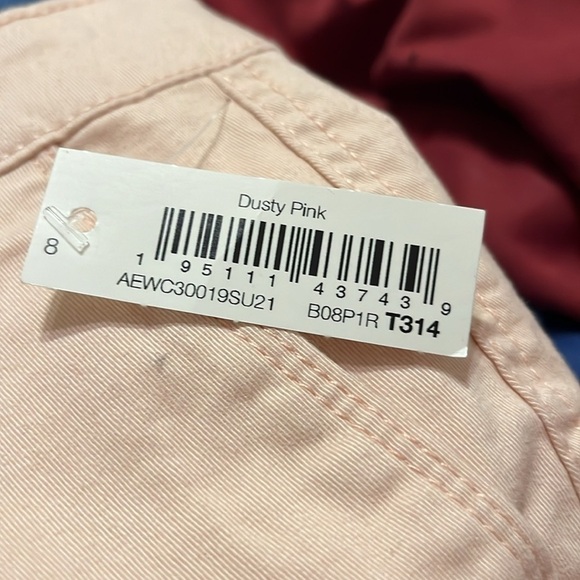 Dusty Pink
8
1 95111 43743 9
AEWC30019SU21 B08P1R T314